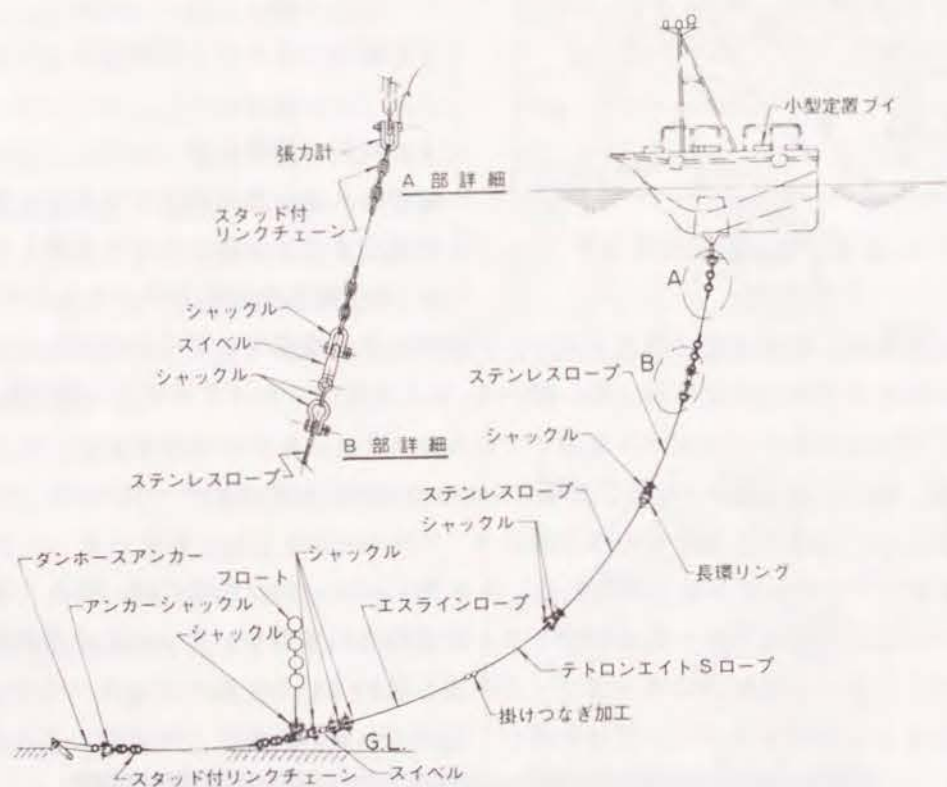 小型定置ブイ
張力計
A 部詳細
スタッド付
リンクチェーン
A
シャックル
スイベル
シャックル
B
ステンレスロープ
B 部詳細
シャックル
ステンレスロープ
ステンレスロープ
シャックル
長環リング
ダンホースアンカー
シャックル
フロート
アンカーシャックル
エスラインロープ
シャックル
テトロンエイトSロープ
掛けつなぎ加工
G.L.
スタッド付リンクチェーン
スイベル